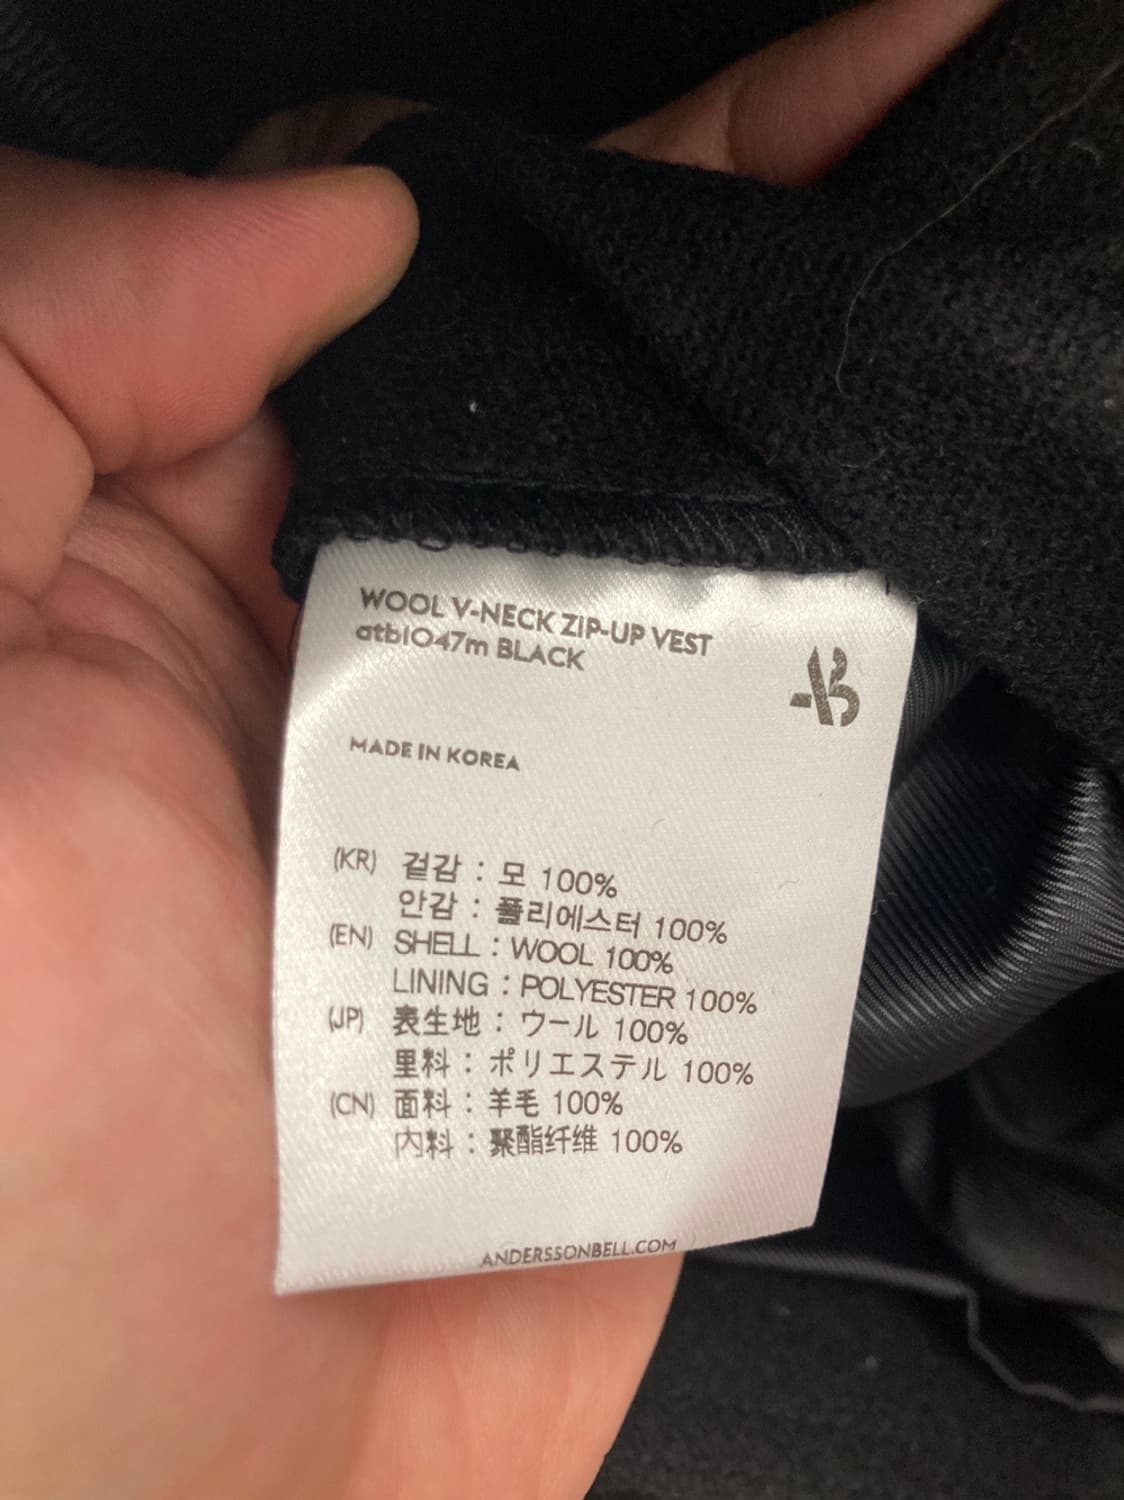 WOOL V-NECK ZIP-UP VEST
atb1047m BLACK
MADE IN KOREA
(KR) 겉감 : 모 100%
안감 : 폴리에스터 100%
(EN) SHELL : WOOL 100%
LINING : POLYESTER 100%
(JP) 表生地 : ウール 100%
里料 : ポリエステル 100%
(CN) 面料 : 羊毛 100%
内料 : 聚酯纤维 100%
ANDERSSONBELL.COM